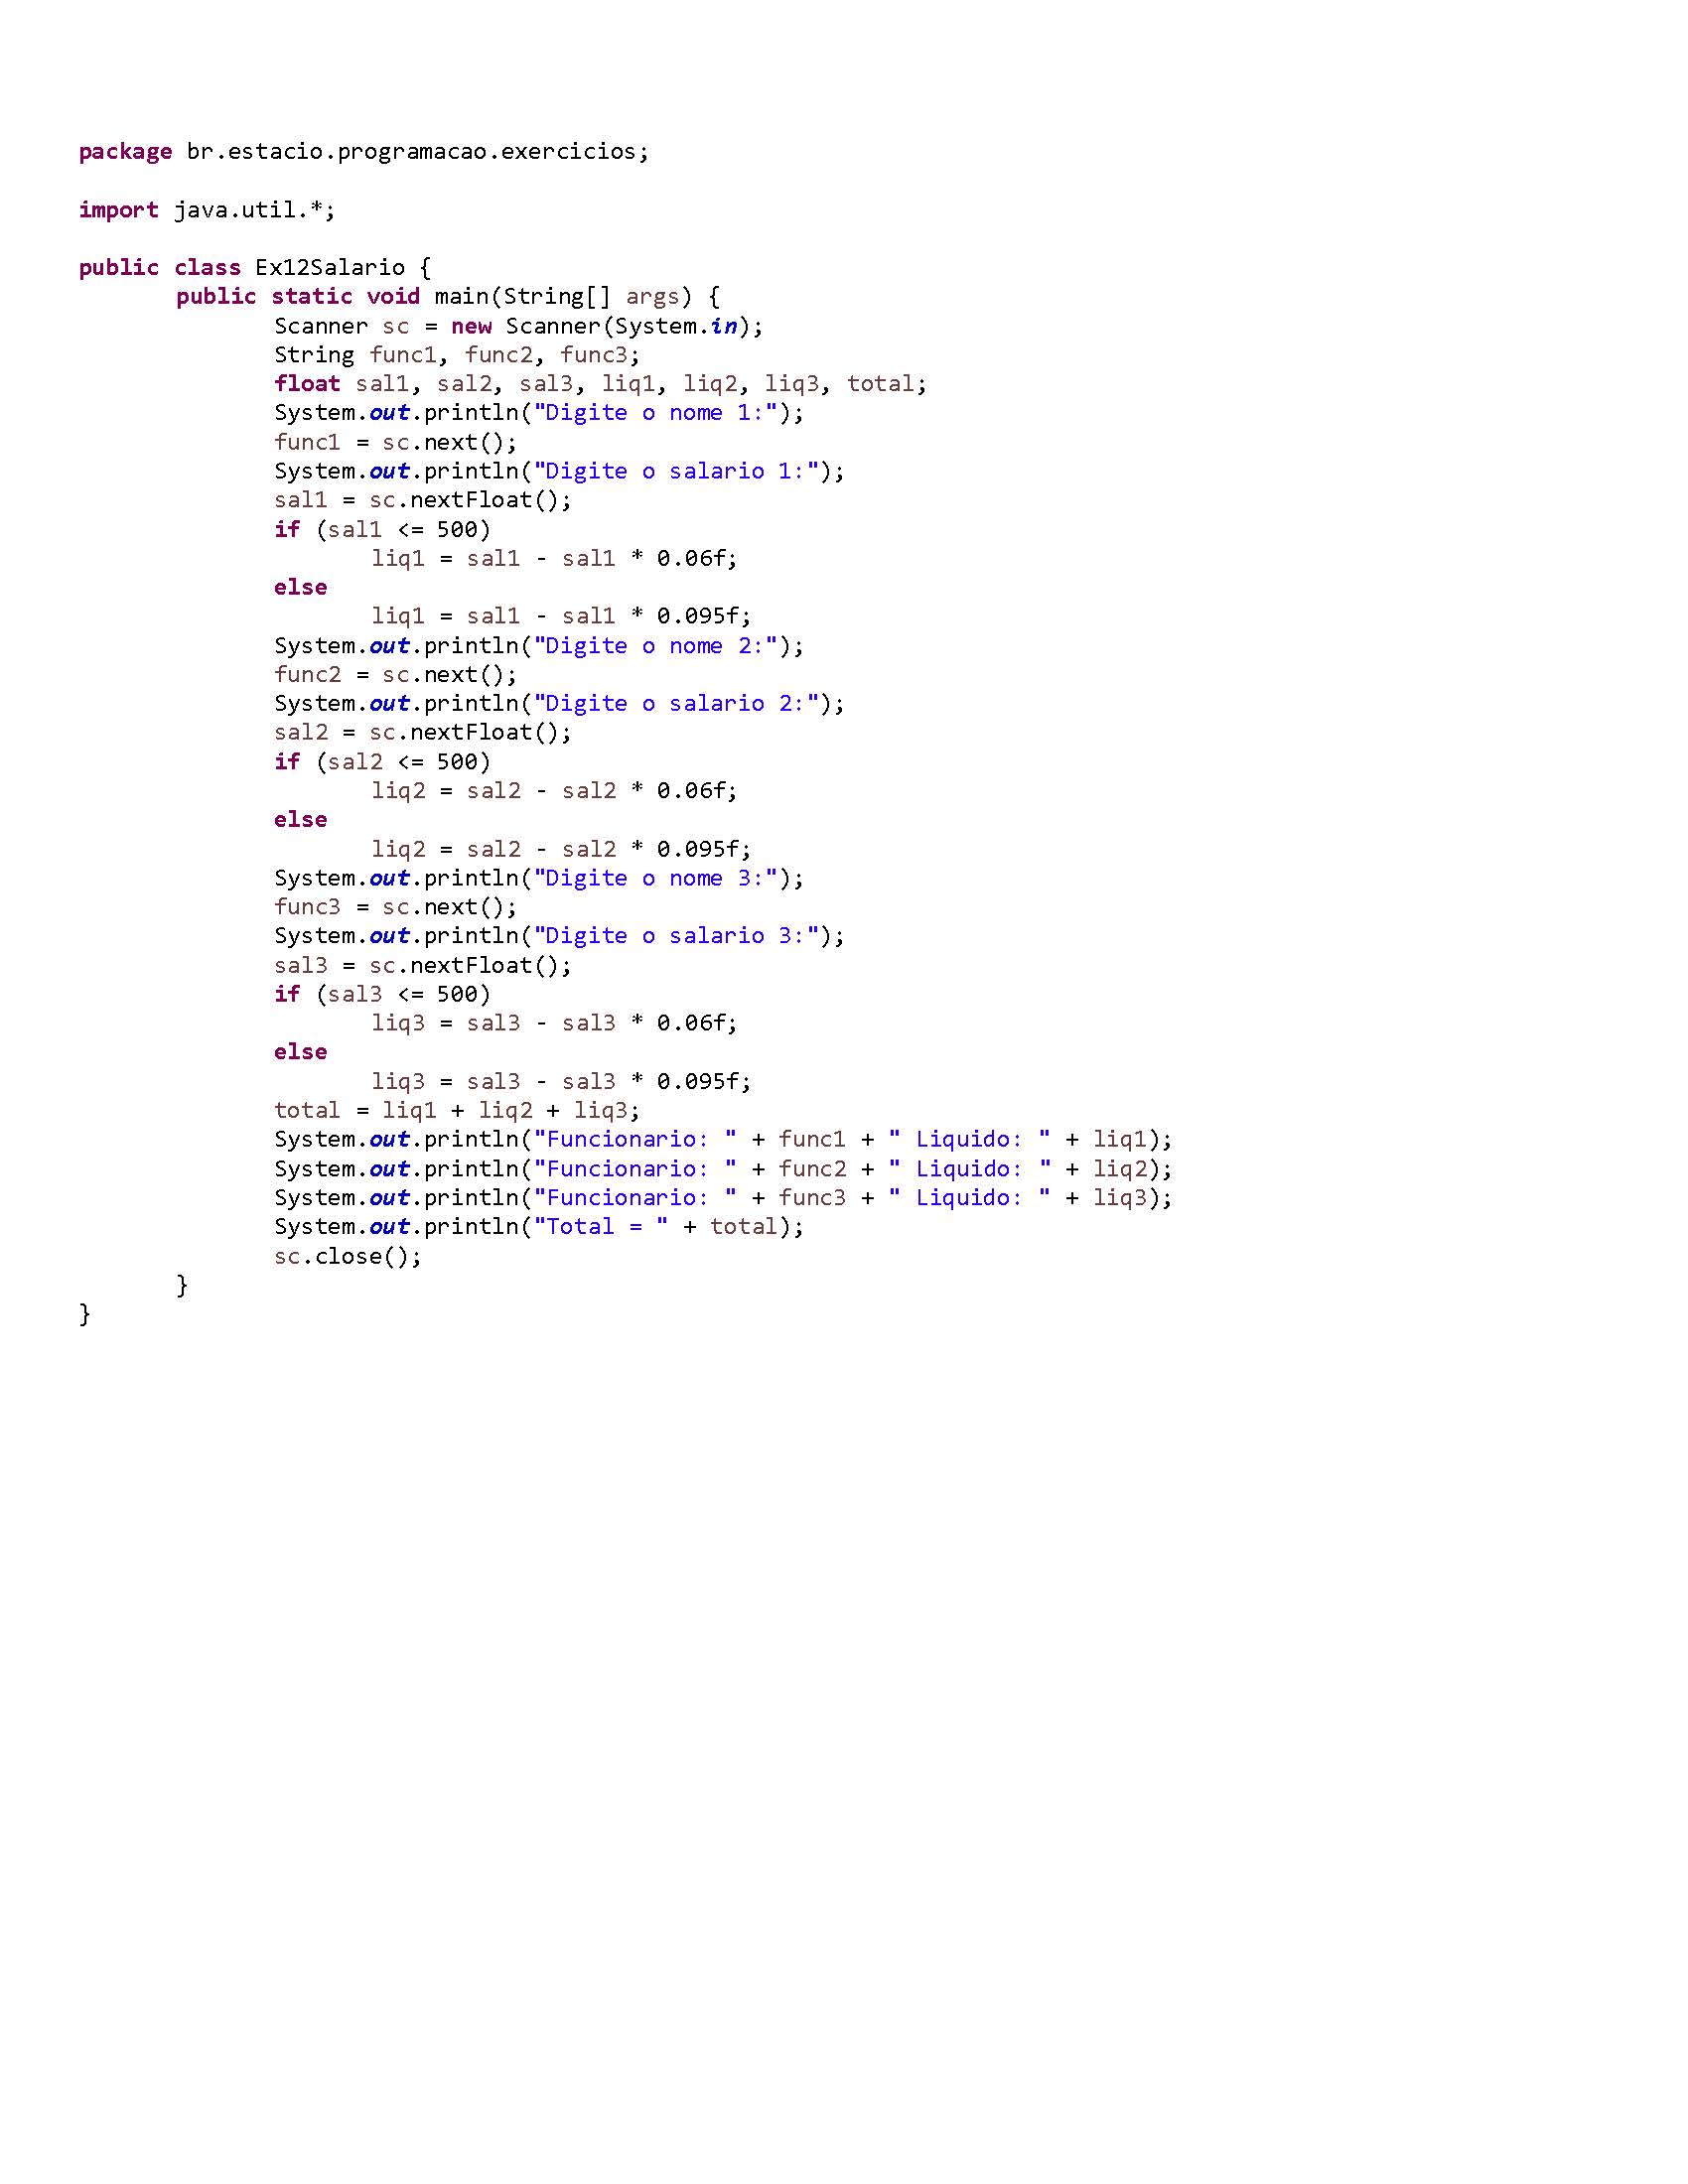 package br.estacio.programacao.exercicios;
import java.util.*;
public class Ex12Salario {
public static void main(String[] args) {
Scanner sc = new Scanner(System.in);
String func1, func2, func3;
float sal1, sal2, sal3, liq1, liq2, liq3, total;
System.out.println("Digite o nome 1:");
func1 = sc.next();
System.out.println("Digite o salario 1:");
sal1 = sc.nextFloat();
if (sal1 <= 500)
liq1 = sal1 - sal1 * 0.06f;
else
liq1 = sal1 - sal1 * 0.095f;
System.out.println("Digite o nome 2:");
func2 = sc.next();
System.out.println("Digite o salario 2:");
sal2 = sc.nextFloat();
if (sal2 <= 500)
liq2 = sal2 - sal2 * 0.06f;
else
liq2 = sal2 - sal2 * 0.095f;
System.out.println("Digite o nome 3:");
func3 = sc.next();
System.out.println("Digite o salario 3:");
sal3 = sc.nextFloat();
if (sal3 <= 500)
liq3 = sal3 - sal3 * 0.06f;
else
liq3 = sal3 - sal3 * 0.095f;
total = liq1 + liq2 + liq3;
System.out.println("Funcionario: " + func1 + " Liquido: " + liq1);
System.out.println("Funcionario: " + func2 + " Liquido: " + liq2);
System.out.println("Funcionario: " + func3 + " Liquido: " + liq3);
System.out.println("Total = " + total);
sc.close();
}
}